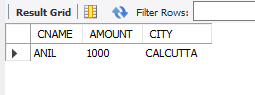 Result Grid Filter Rows:
CNAME AMOUNT CITY
ANIL 1000 CALCUTTA